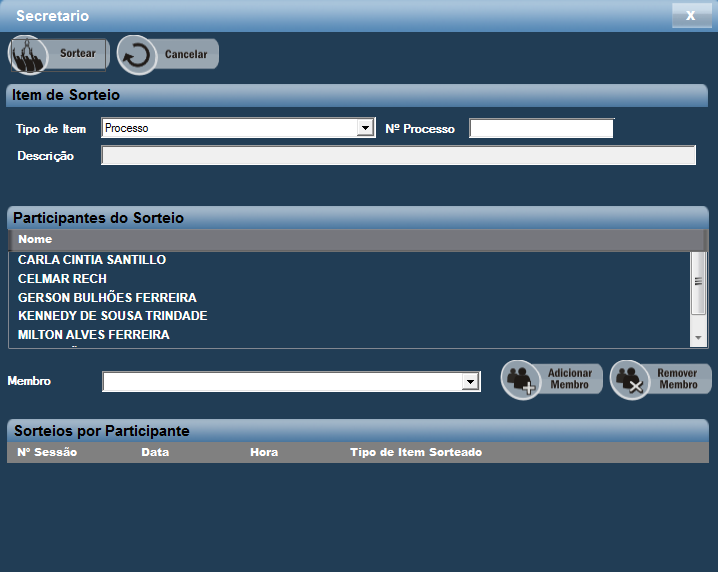 Secretario
X
Sortear
Cancelar
Item de Sorteio
Tipo de Item Processo Nº Processo
Descrição
Participantes do Sorteio
Nome
CARLA CINTIA SANTILLO
CELMAR RECH
GERSON BULHÕES FERREIRA
KENNEDY DE SOUSA TRINDADE
MILTON ALVES FERREIRA
Membro
Adicionar
Membro
Remover
Membro
Sorteios por Participante
Nº Sessão Data Hora Tipo de Item Sorteado